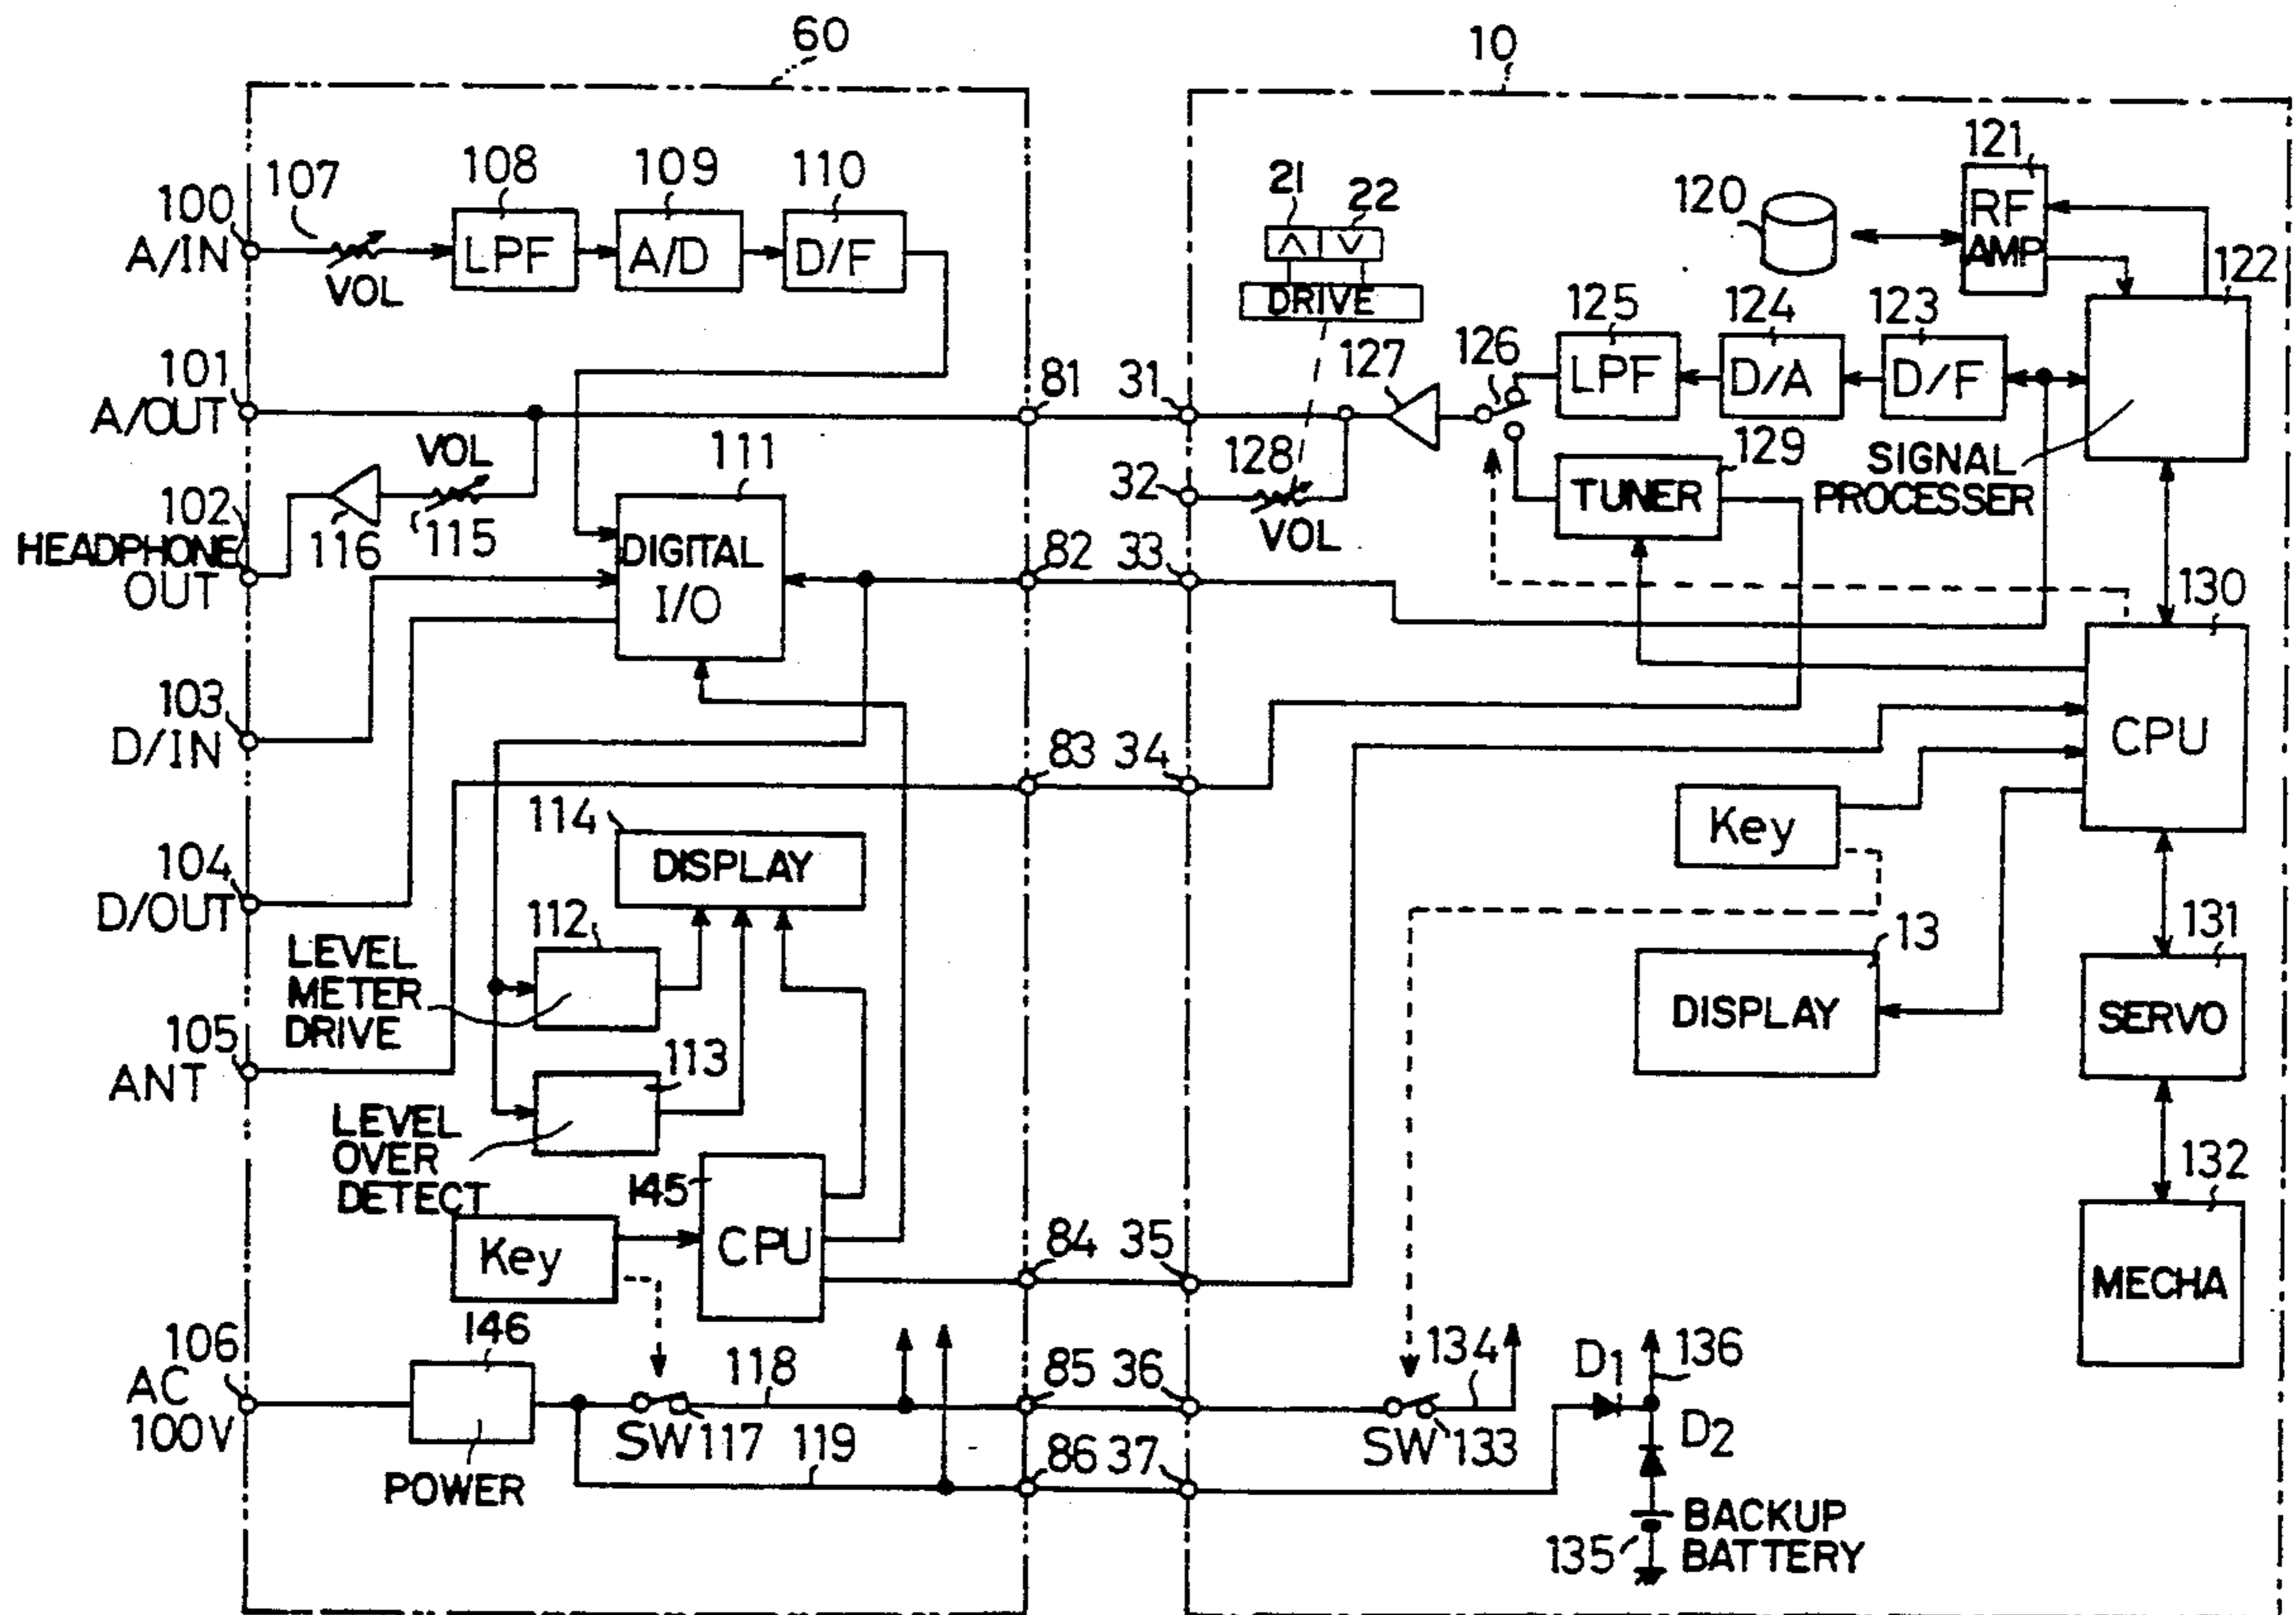 60
10
107
108
109
110
100
A/IN
VOL
LPF
A/D
D/F
21
22
∧
∨
DRIVE
120
121
RF
AMP
122
101
A/OUT
81
31
127
126
125
LPF
124
D/A
123
D/F
SIGNAL
PROCESSER
VOL
115
116
102
HEADPHONE
OUT
111
DIGITAL
I/O
32
128
VOL
129
TUNER
82
33
130
CPU
103
D/IN
83
34
Key
114
DISPLAY
104
D/OUT
112
LEVEL
METER
DRIVE
13
DISPLAY
131
SERVO
105
ANT
113
LEVEL
OVER
DETECT
132
MECHA
145
CPU
Key
84
35
106
AC
100V
146
POWER
SW
117
118
119
85
36
SW
133
134
D1
136
D2
86
37
135
BACKUP
BATTERY